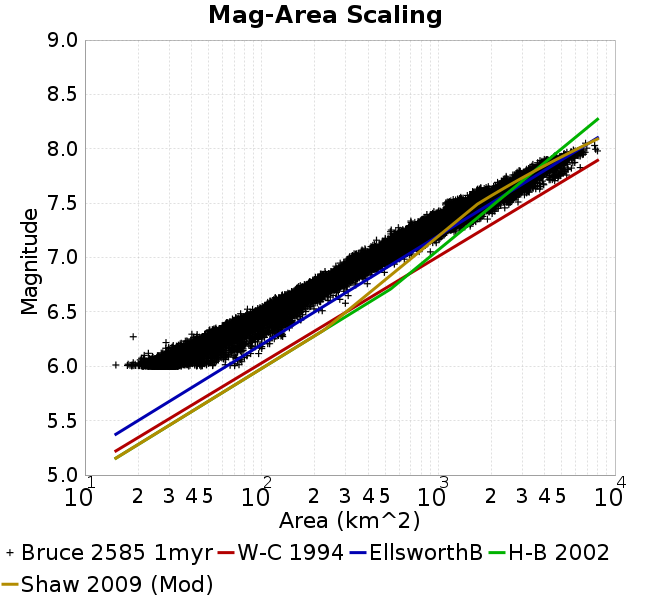 Mag-Area Scaling
9.0
8.5
8.0
7.5
7.0
6.5
6.0
5.5
5.0
Magnitude
10^1 2 3 4 5 10^2 2 3 4 5 10^3 2 3 4 5 10^4
Area (km^2)
Bruce 2585 1myr W-C 1994 EllsworthB H-B 2002
Shaw 2009 (Mod)